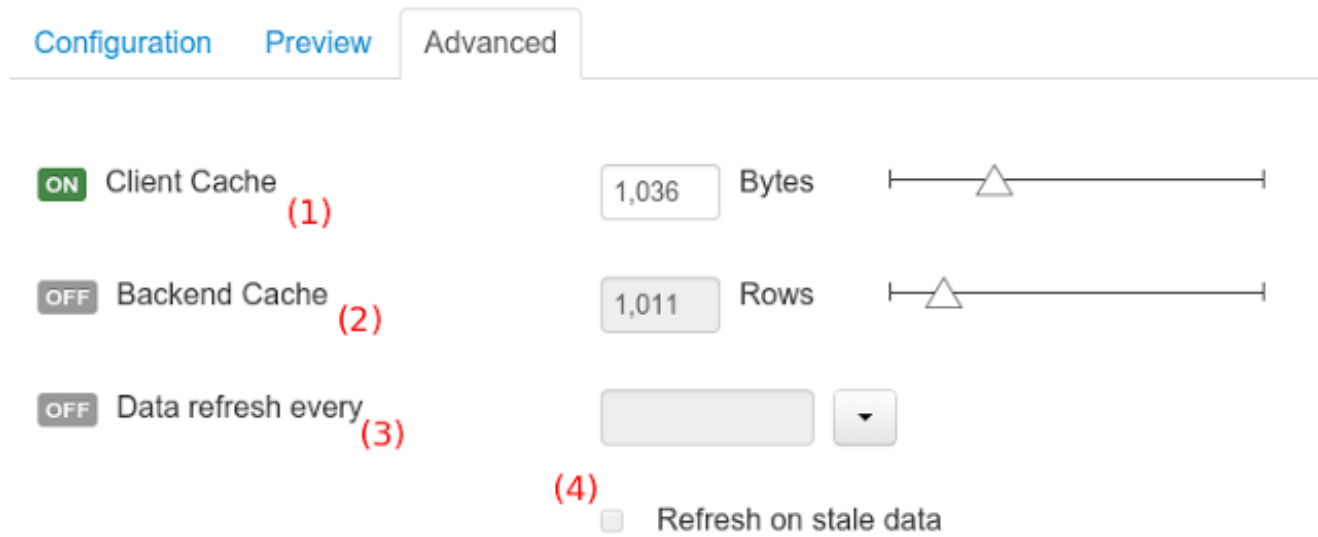 Configuration Preview Advanced
ON Client Cache (1) 1,036 Bytes
OFF Backend Cache (2) 1,011 Rows
OFF Data refresh every (3)
(4) Refresh on stale data